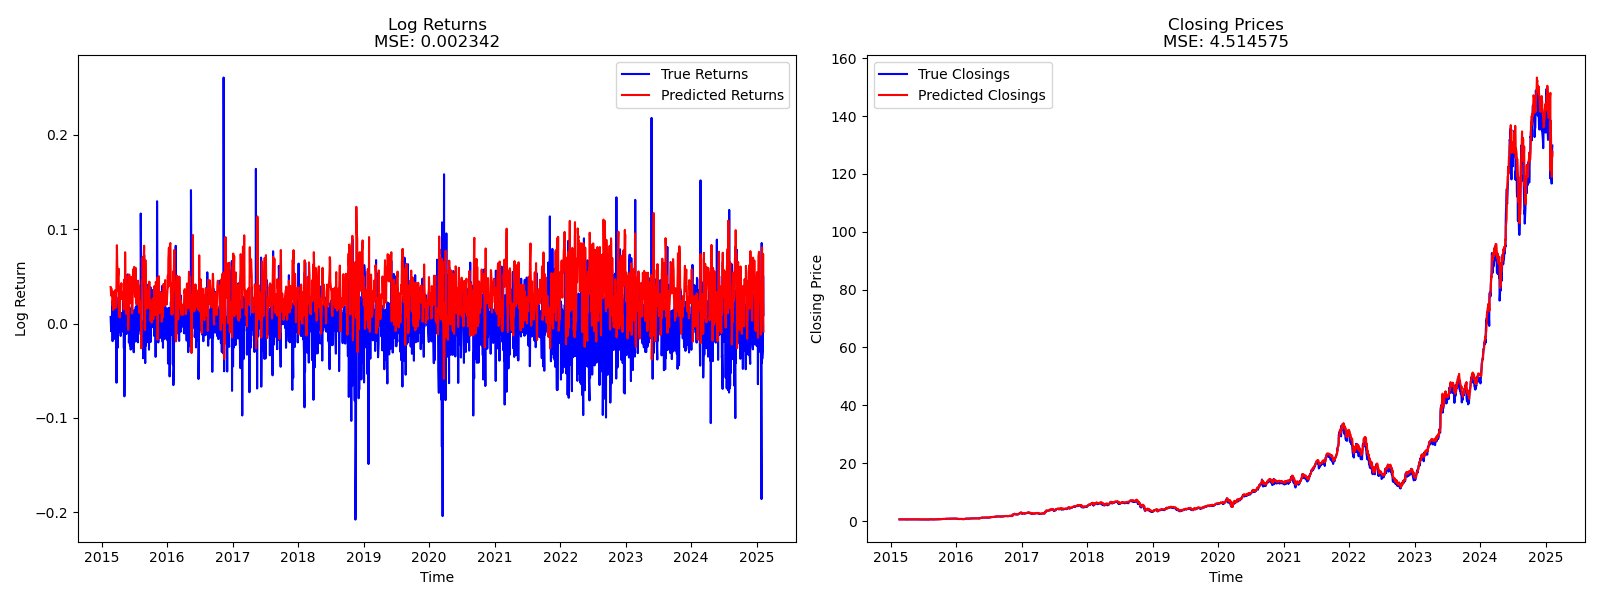 Log Returns
MSE: 0.002342
True Returns
Predicted Returns
0.2
0.1
0.0
−0.1
−0.2
Log Return
2015 2016 2017 2018 2019 2020 2021 2022 2023 2024 2025
Time
Closing Prices
MSE: 4.514575
True Closings
Predicted Closings
160
140
120
100
80
60
40
20
0
Closing Price
2015 2016 2017 2018 2019 2020 2021 2022 2023 2024 2025
Time